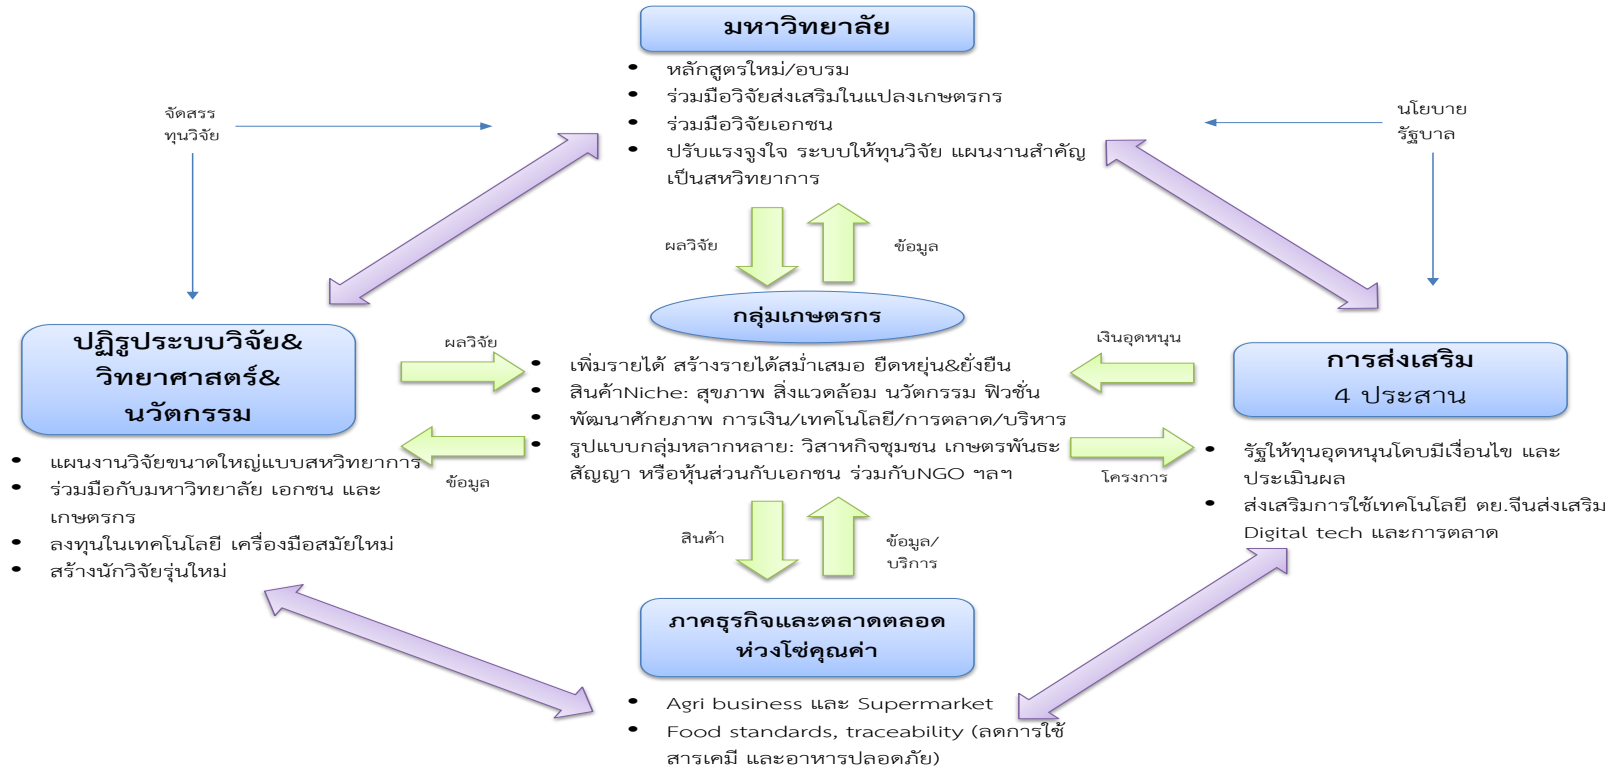 มหาวิทยาลัย
• หลักสูตรใหม่/อบรม
• ร่วมมือวิจัยส่งเสริมในแปลงเกษตรกร
• ร่วมมือวิจัยเอกชน
• ปรับแรงจูงใจ ระบบให้ทุนวิจัย แผนงานสำคัญ
เป็นสหวิทยาการ
จัดสรร
ทุนวิจัย
นโยบาย
รัฐบาล
ผลวิจัย
ข้อมูล
กลุ่มเกษตรกร
• เพิ่มรายได้ สร้างรายได้สม่ำเสมอ ยืดหยุ่น&ยั่งยืน
• สินค้าNiche: สุขภาพ สิ่งแวดล้อม นวัตกรรม ฟิวชั่น
• พัฒนาศักยภาพ การเงิน/เทคโนโลยี/การตลาด/บริหาร
• รูปแบบกลุ่มหลากหลาย: วิสาหกิจชุมชน เกษตรพันธะ
สัญญา หรือหุ้นส่วนกับเอกชน ร่วมกับNGO ฯลฯ
ปฏิรูประบบวิจัย&
วิทยาศาสตร์&
นวัตกรรม
ผลวิจัย
ข้อมูล
• แผนงานวิจัยขนาดใหญ่แบบสหวิทยาการ
• ร่วมมือกับมหาวิทยาลัย เอกชน และ
เกษตรกร
• ลงทุนในเทคโนโลยี เครื่องมือสมัยใหม่
• สร้างนักวิจัยรุ่นใหม่
เงินอุดหนุน
โครงการ
การส่งเสริม
4 ประสาน
• รัฐให้ทุนอุดหนุนโดบมีเงื่อนไข และ
ประเมินผล
• ส่งเสริมการใช้เทคโนโลยี ตย.จีนส่งเสริม
Digital tech และการตลาด
สินค้า
ข้อมูล/
บริการ
ภาคธุรกิจและตลาดตลอด
ห่วงโซ่คุณค่า
• Agri business และ Supermarket
• Food standards, traceability (ลดการใช้
สารเคมี และอาหารปลอดภัย)